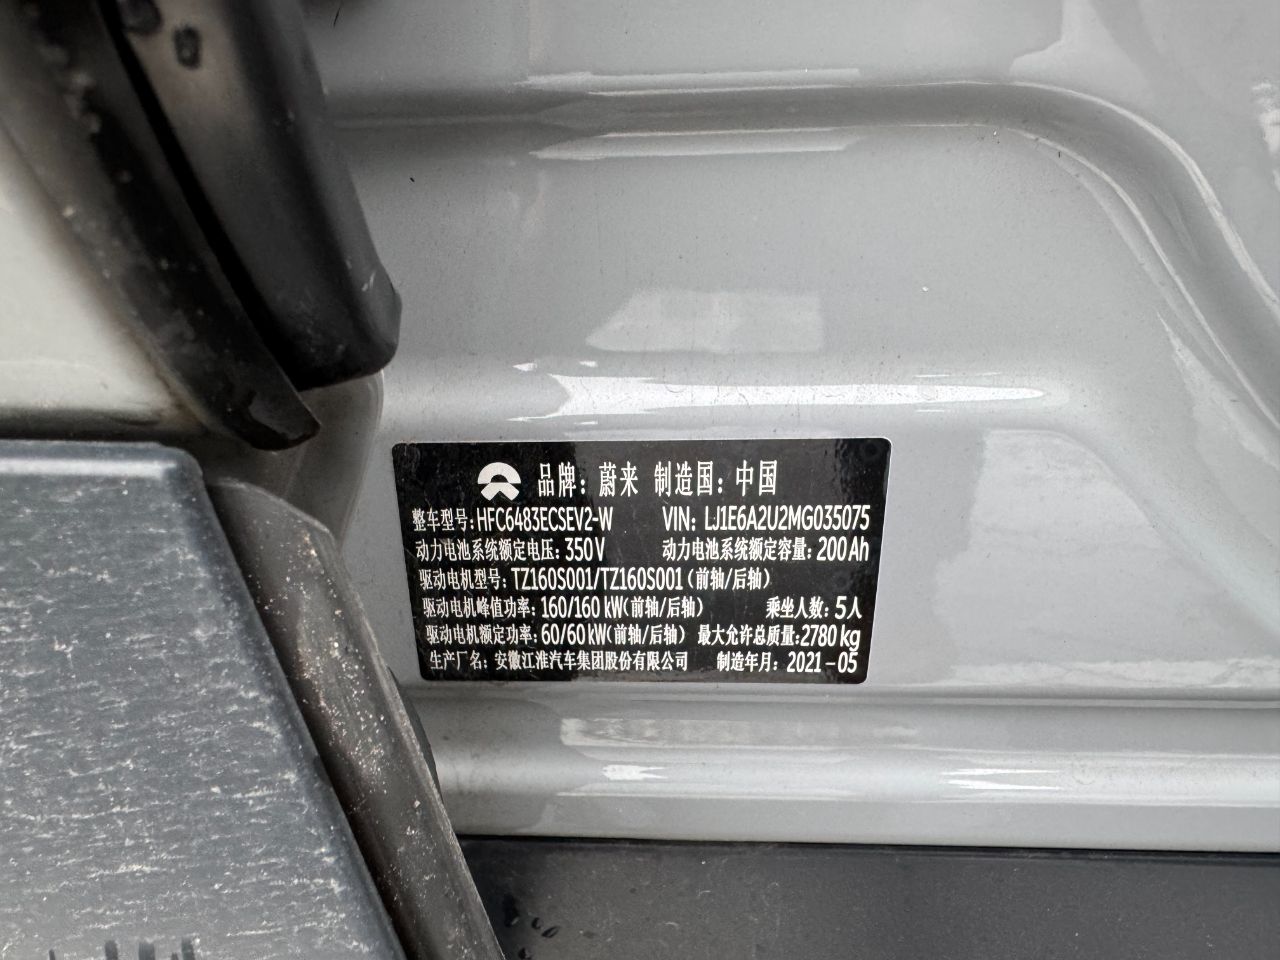 品牌：蔚来 制造国：中国
整车型号：HFC6483ECSEV2-W VIN：LJ1E6A2U2MG035075
动力电池系统额定电压：350V 动力电池系统额定容量：200Ah
驱动电机型号：TZ160S001/TZ160S001（前轴/后轴）
驱动电机峰值功率：160/160kW（前轴/后轴） 乘坐人数：5人
驱动电机额定功率：60/60kW（前轴/后轴） 最大允许总质量：2780kg
生产厂名：安徽江淮汽车集团股份有限公司 制造年月：2021-05